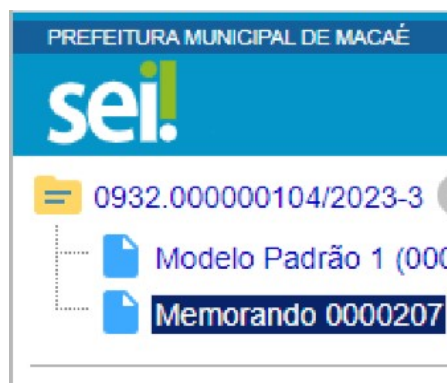 PREFEITURA MUNICIPAL DE MACAÉ
sei!
0932.000000104/2023-3
Modelo Padrão 1 (000
Memorando 0000207